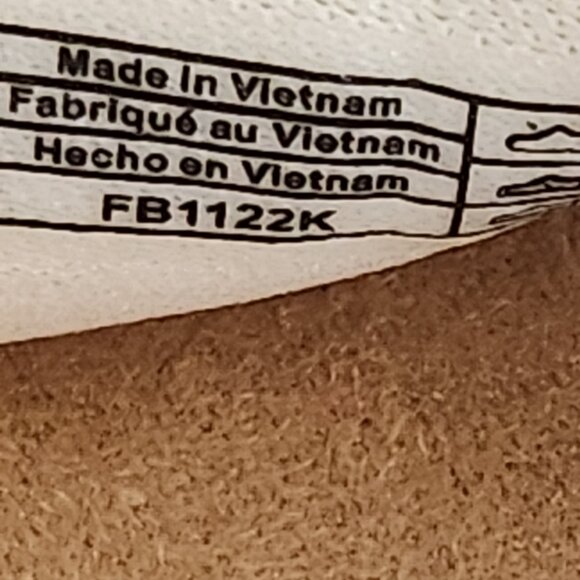 Made in Vietnam
Fabriqué au Vietnam
Hecho en Vietnam
FB1122K